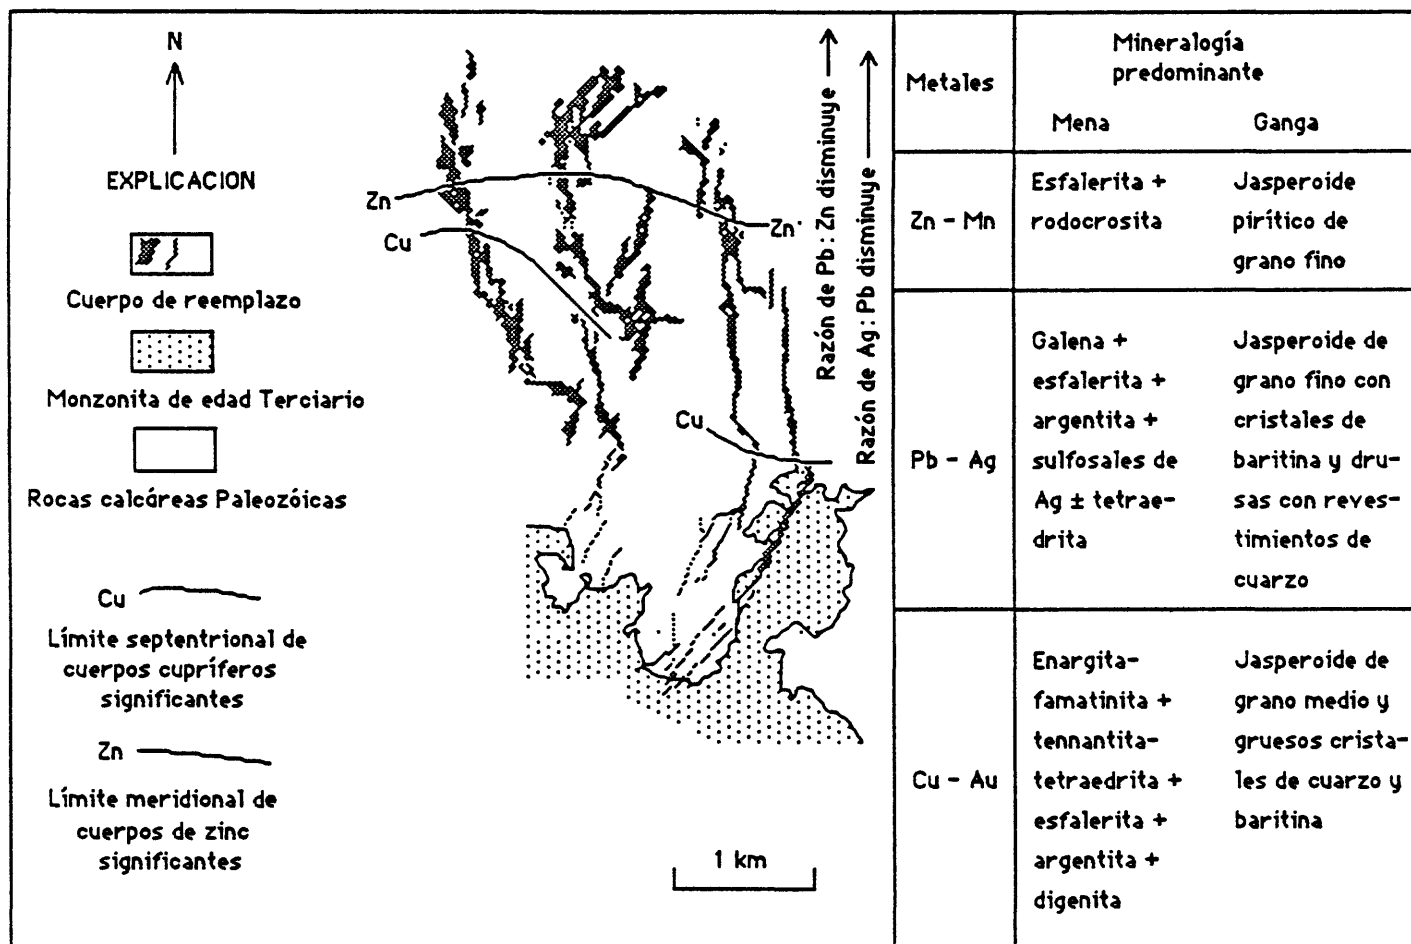 N
EXPLICACION
Cuerpo de reemplazo
Monzonita de edad Terciario
Rocas calcáreas Paleozóicas
Cu
Límite septentrional de
cuerpos cupríferos
significantes
Zn
Límite meridional de
cuerpos de zinc
significantes
Zn
Zn
Cu
Cu
1 km
Razón de Pb : Zn disminuye
Razón de Ag : Pb disminuye
Metales
Mineralogía
predominante
Mena
Ganga
Zn - Mn
Esfalerita +
rodocrosita
Jasperoide
pirítico de
grano fino
Pb - Ag
Galena +
esfalerita +
argentita +
sulfosales de
Ag ± tetrae-
drita
Jasperoide de
grano fino con
cristales de
baritina y dru-
sas con reves-
timientos de
cuarzo
Cu - Au
Enargita-
famatinita +
tennantita-
tetraedrita +
esfalerita +
argentita +
digenita
Jasperoide de
grano medio y
gruesos crista-
les de cuarzo y
baritina